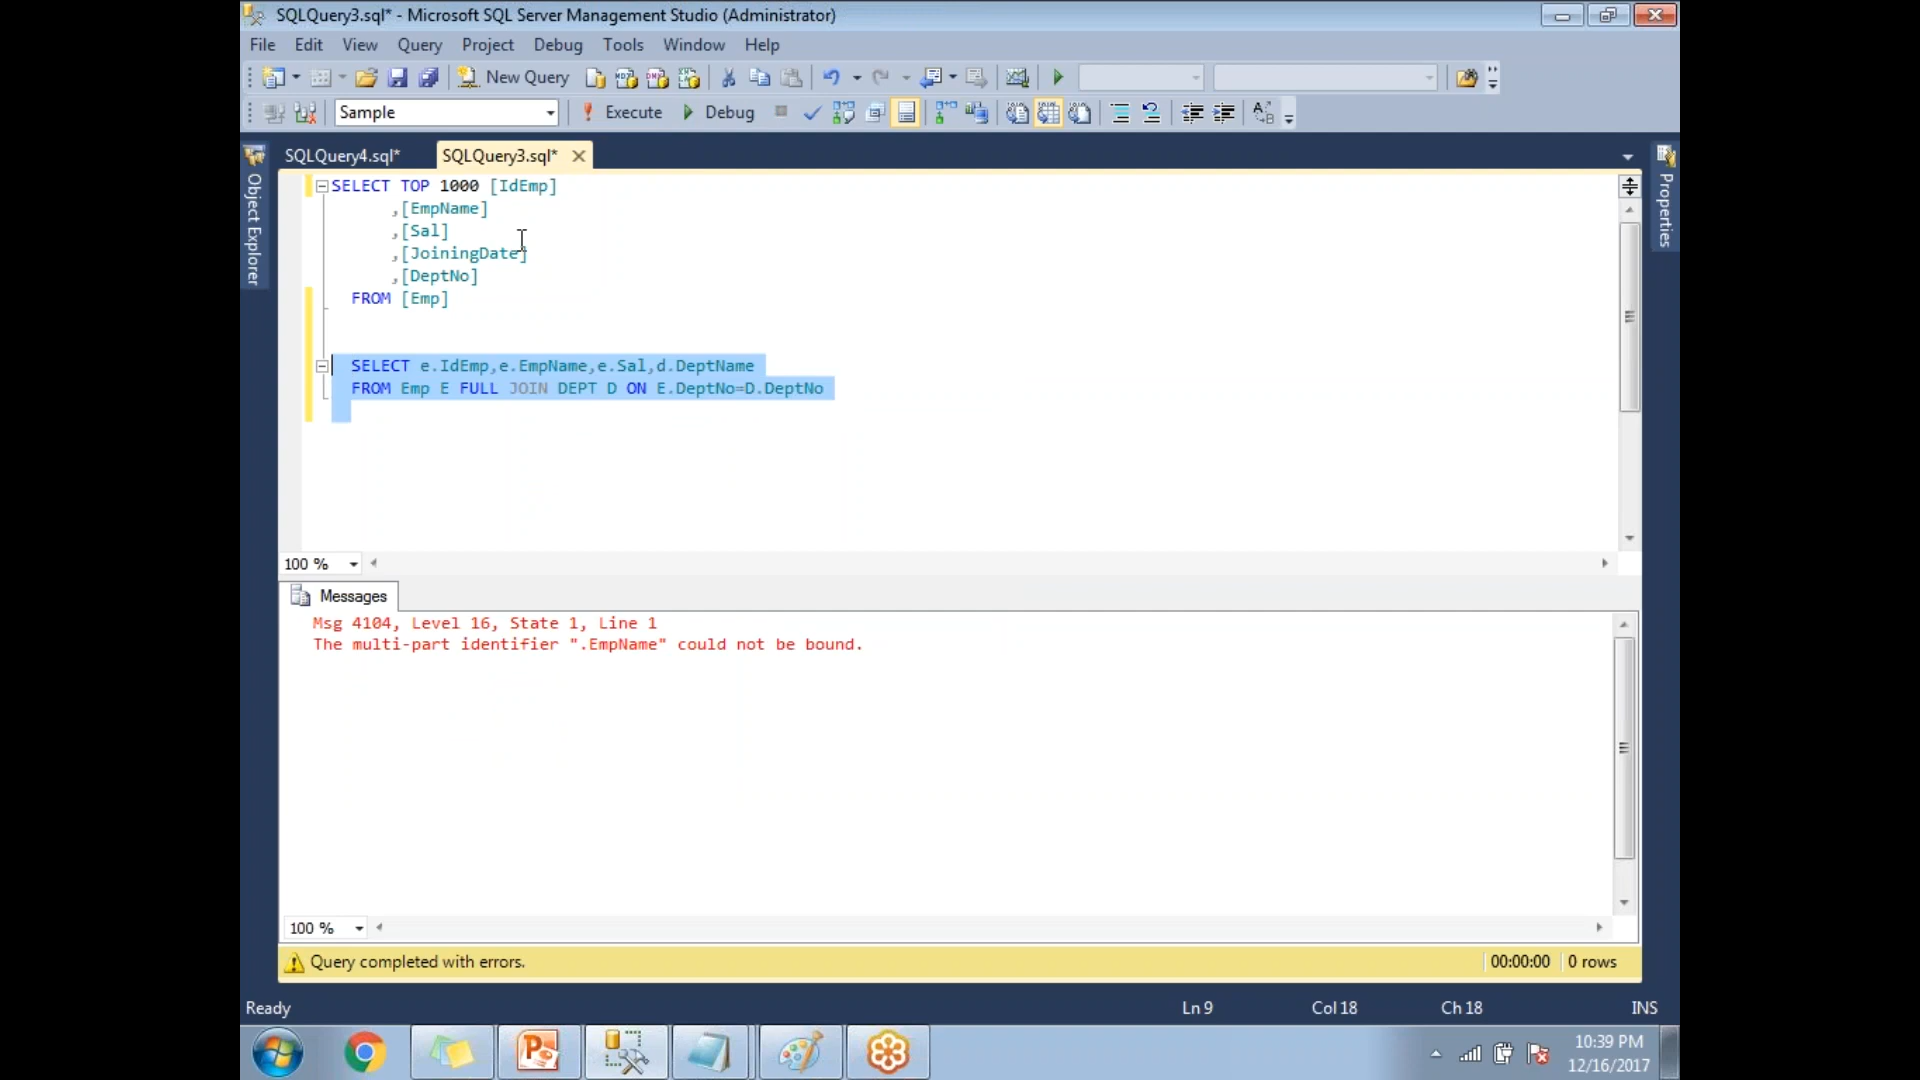 SQLQuery3.sql* - Microsoft SQL Server Management Studio (Administrator)
File Edit View Query Project Debug Tools Window Help
New Query
Sample Execute Debug
SQLQuery4.sql* SQLQuery3.sql*
Object Explorer
Properties
SELECT TOP 1000 [IdEmp]
,[EmpName]
,[Sal]
,[JoiningDate]
,[DeptNo]
FROM [Emp]
SELECT e.IdEmp,e.EmpName,e.Sal,d.DeptName
FROM Emp E FULL JOIN DEPT D ON E.DeptNo=D.DeptNo
100 %
Messages
Msg 4104, Level 16, State 1, Line 1
The multi-part identifier ".EmpName" could not be bound.
100 %
Query completed with errors. 00:00:00 0 rows
Ready Ln 9 Col 18 Ch 18 INS
10:39 PM
12/16/2017